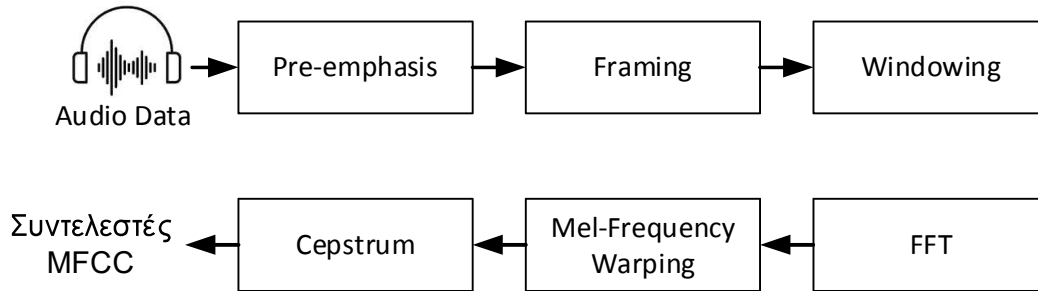 Audio Data
Pre-emphasis
Framing
Windowing
FFT
Mel-Frequency
Warping
Cepstrum
Συντελεστές
MFCC